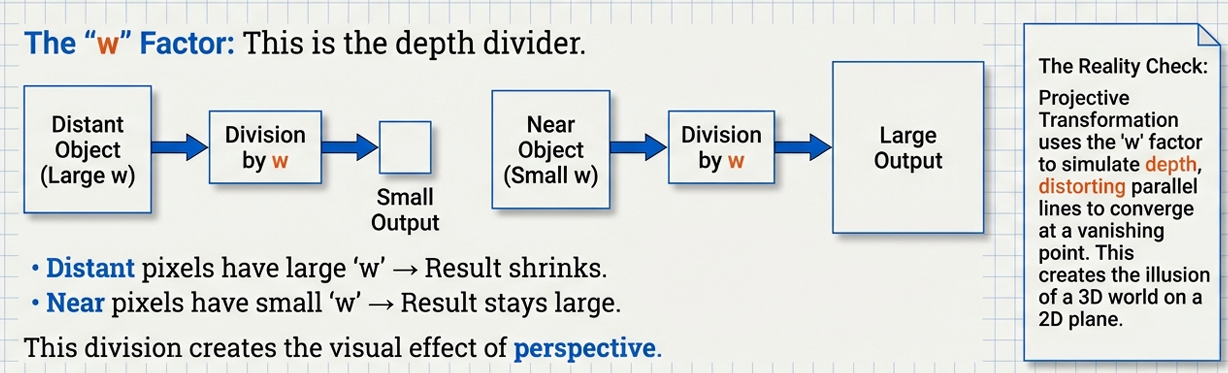 The “w” Factor: This is the depth divider.
Distant
Object
(Large w)
Division
by w
Small
Output
Near
Object
(Small w)
Division
by w
Large
Output
• Distant pixels have large ‘w’ → Result shrinks.
• Near pixels have small ‘w’ → Result stays large.
This division creates the visual effect of perspective.
The Reality Check:
Projective
Transformation
uses the 'w' factor
to simulate depth,
distorting parallel
lines to converge
at a vanishing
point. This
creates the illusion
of a 3D world on a
2D plane.